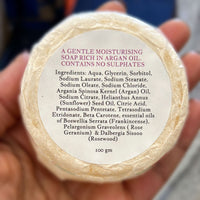 A GENTLE MOISTURISING
SOAP RICH IN ARGAN OIL.
CONTAINS NO SULPHATES
Ingredients: Aqua, Glycerin, Sorbitol,
Sodium Laurate, Sodium Stearate,
Sodium Oleate, Sodium Chloride,
Argania Spinosa Kernel (Argan) Oil,
Sodium Citrate, Helianthus Annus
(Sunflower) Seed Oil, Citric Acid,
Pentasodium Pentetate, Tetrasodium
Etridonate, Beta Carotene, essential oils
of Boswellia Serrata (Frankincense),
Pelargonium Graveolens ( Rose
Geranium) & Dalbergia Sissoo
(Rosewood)
100 gm